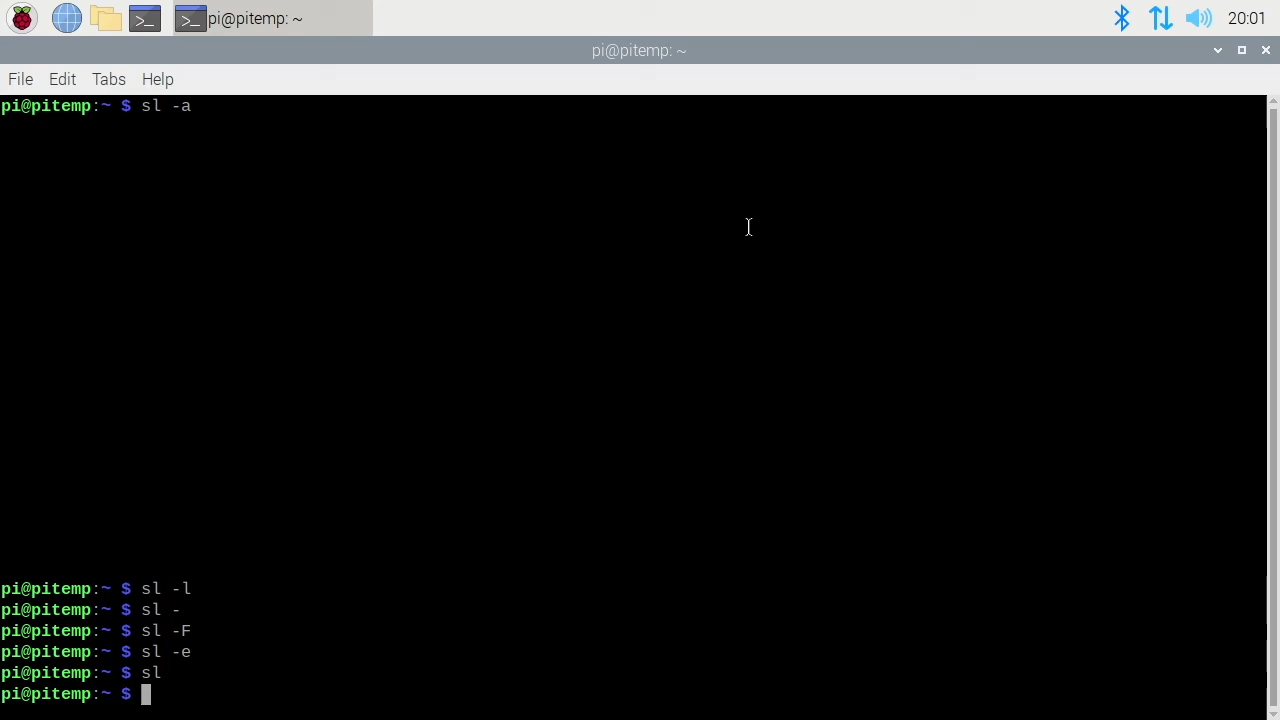 pi@pitemp: ~
20:01
pi@pitemp: ~
File Edit Tabs Help
pi@pitemp:~ $ sl -a
pi@pitemp:~ $ sl -l
pi@pitemp:~ $ sl -
pi@pitemp:~ $ sl -F
pi@pitemp:~ $ sl -e
pi@pitemp:~ $ sl
pi@pitemp:~ $